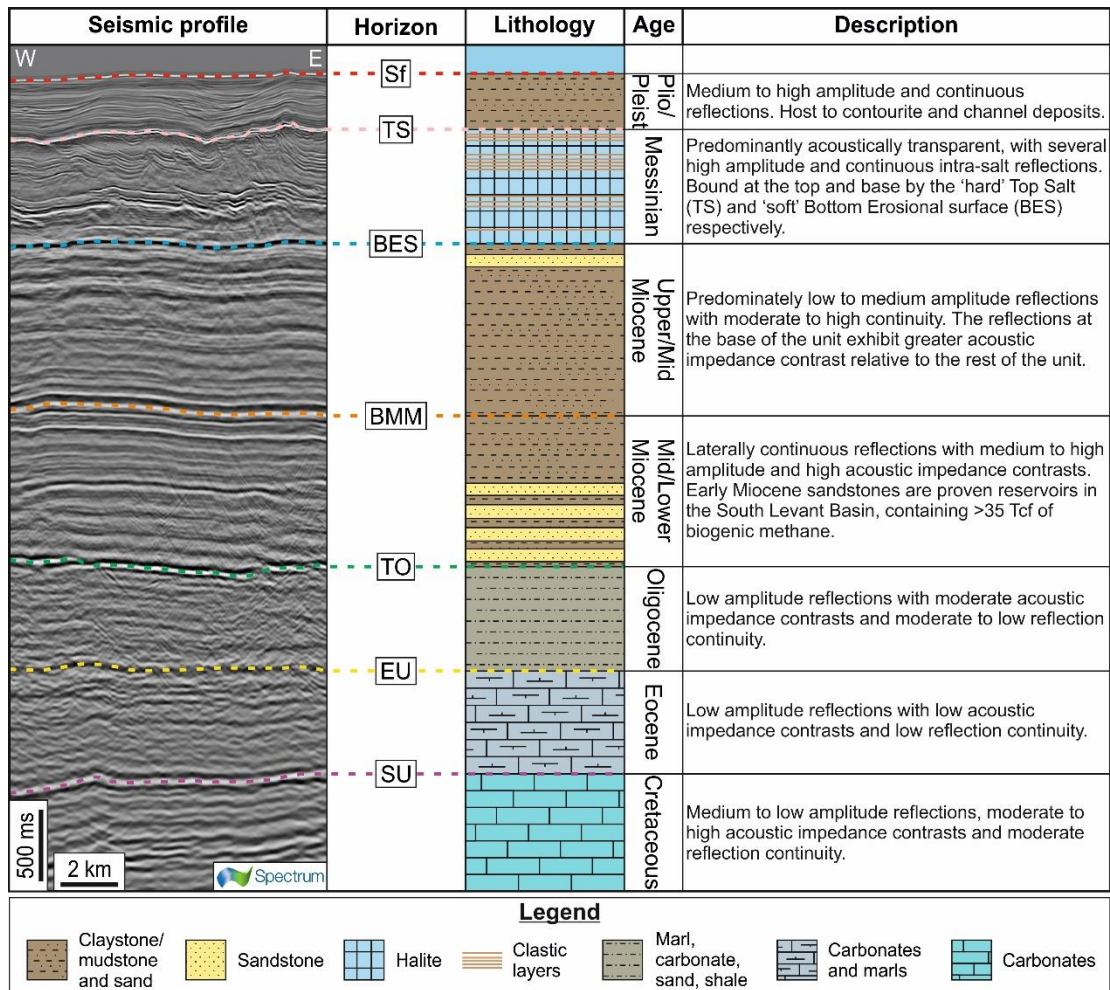 Seismic profile
Horizon
Lithology
Age
Description
W
E
Sf
TS
BES
BMM
TO
EU
SU
500 ms
2 km
Spectrum
Plio/
Pleist
Medium to high amplitude and continuous
reflections. Host to contourite and channel deposits.
Messinian
Predominantly acoustically transparent, with several
high amplitude and continuous intra-salt reflections.
Bound at the top and base by the ‘hard’ Top Salt
(TS) and ‘soft’ Bottom Erosional surface (BES)
respectively.
Upper/Mid
Miocene
Predominately low to medium amplitude reflections
with moderate to high continuity. The reflections at
the base of the unit exhibit greater acoustic
impedance contrast relative to the rest of the unit.
Mid/Lower
Miocene
Laterally continuous reflections with medium to high
amplitude and high acoustic impedance contrasts.
Early Miocene sandstones are proven reservoirs in
the South Levant Basin, containing >35 Tcf of
biogenic methane.
Oligocene
Low amplitude reflections with moderate acoustic
impedance contrasts and moderate to low reflection
continuity.
Eocene
Low amplitude reflections with low acoustic
impedance contrasts and low reflection continuity.
Cretaceous
Medium to low amplitude reflections, moderate to
high acoustic impedance contrasts and moderate
reflection continuity.
Legend
Claystone/
mudstone
and sand
Sandstone
Halite
Clastic
layers
Marl,
carbonate,
sand, shale
Carbonates
and marls
Carbonates